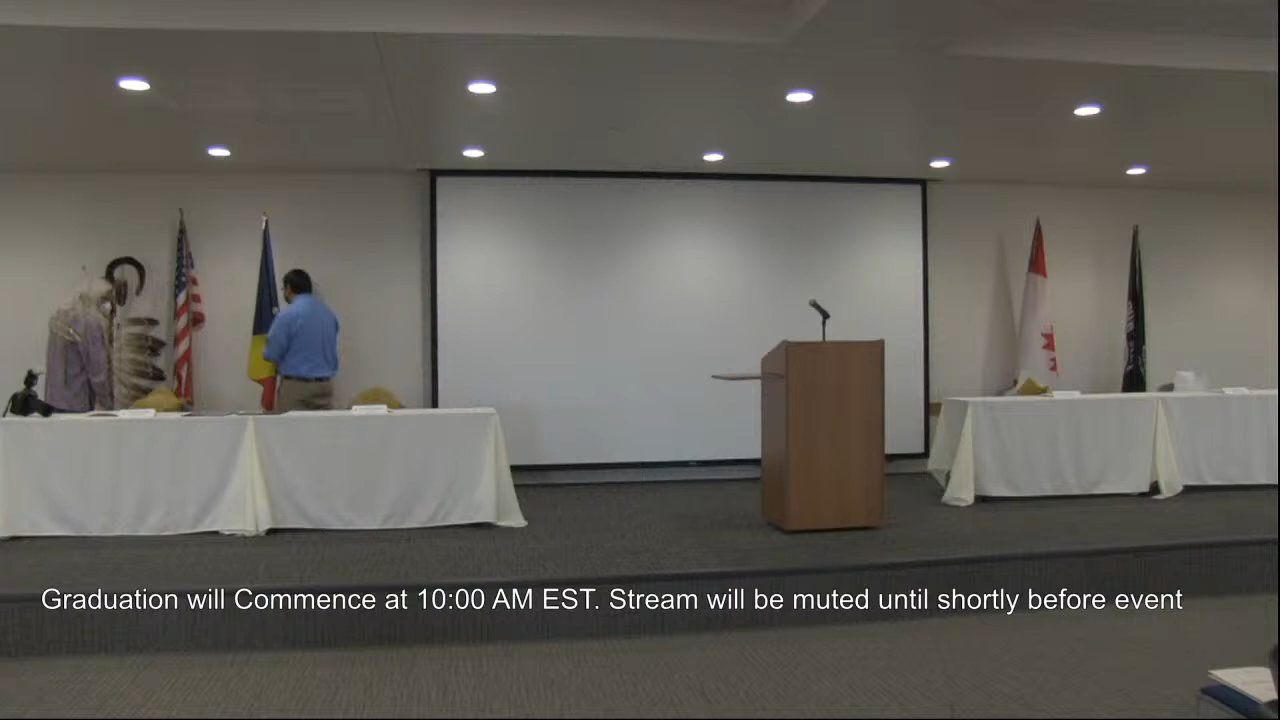 Graduation will Commence at 10:00 AM EST. Stream will be muted until shortly before event